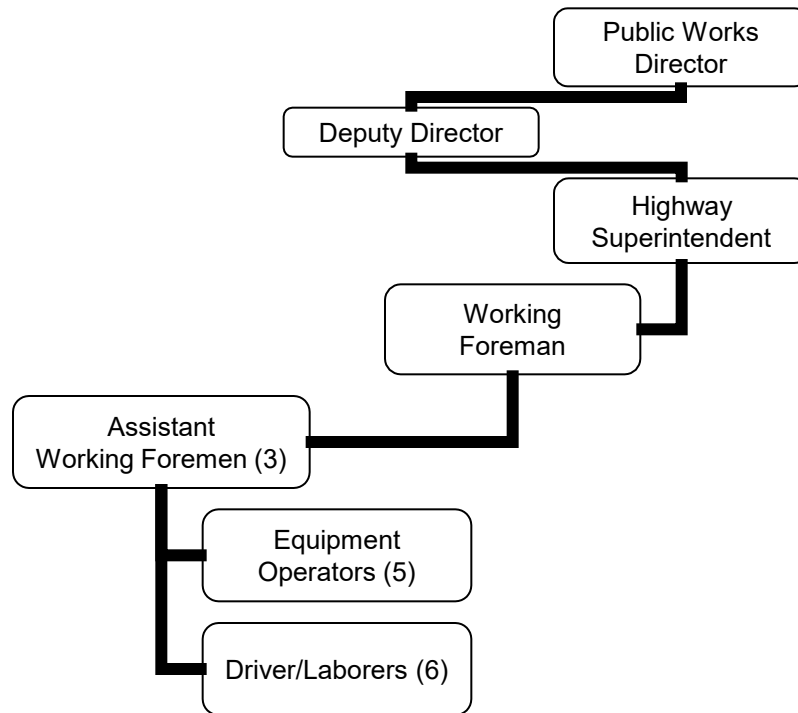 Public Works
Director
Deputy Director
Highway
Superintendent
Working
Foreman
Assistant
Working Foremen (3)
Equipment
Operators (5)
Driver/Laborers (6)